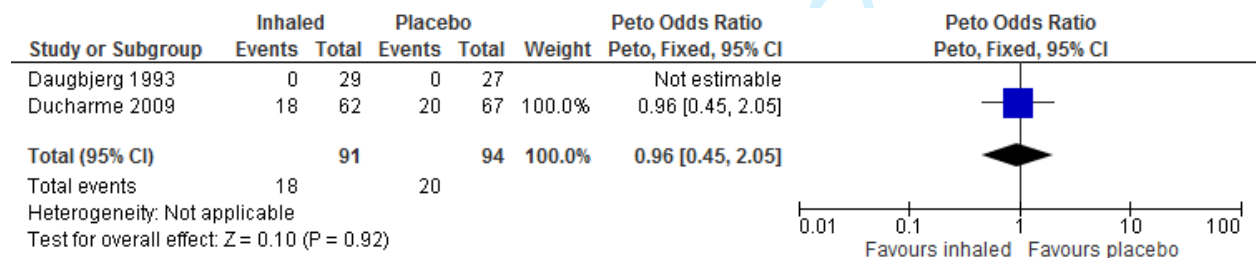 Inhaled Placebo Peto Odds Ratio Peto Odds Ratio
Study or Subgroup Events Total Events Total Weight Peto, Fixed, 95% CI Peto, Fixed, 95% CI
Daugbjerg 1993 0 29 0 27 Not estimable
Ducharme 2009 18 62 20 67 100.0% 0.96 [0.45, 2.05]
Total (95% CI) 91 94 100.0% 0.96 [0.45, 2.05]
Total events 18 20
Heterogeneity: Not applicable
Test for overall effect: Z = 0.10 (P = 0.92)
0.01 0.1 1 10 100
Favours inhaled Favours placebo